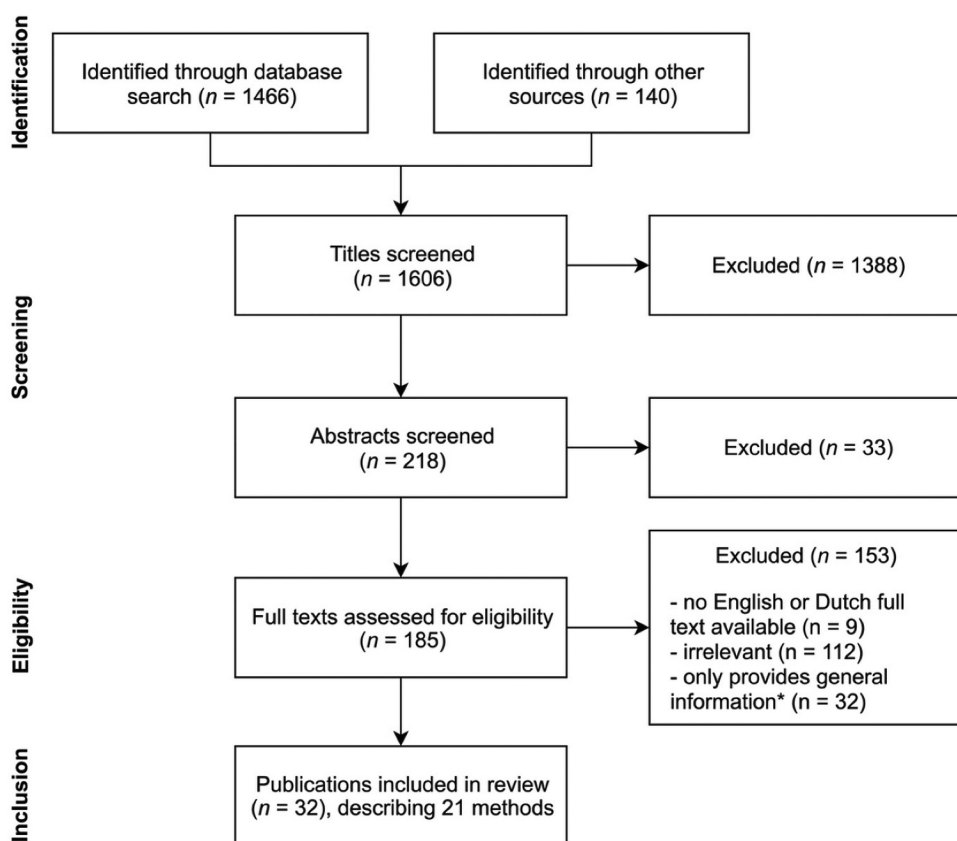 Identification
Identified through database
search (n = 1466)
Identified through other
sources (n = 140)
Screening
Titles screened
(n = 1606)
Excluded (n = 1388)
Abstracts screened
(n = 218)
Excluded (n = 33)
Eligibility
Full texts assessed for eligibility
(n = 185)
Excluded (n = 153)
- no English or Dutch full
text available (n = 9)
- irrelevant (n = 112)
- only provides general
information* (n = 32)
Inclusion
Publications included in review
(n = 32), describing 21 methods